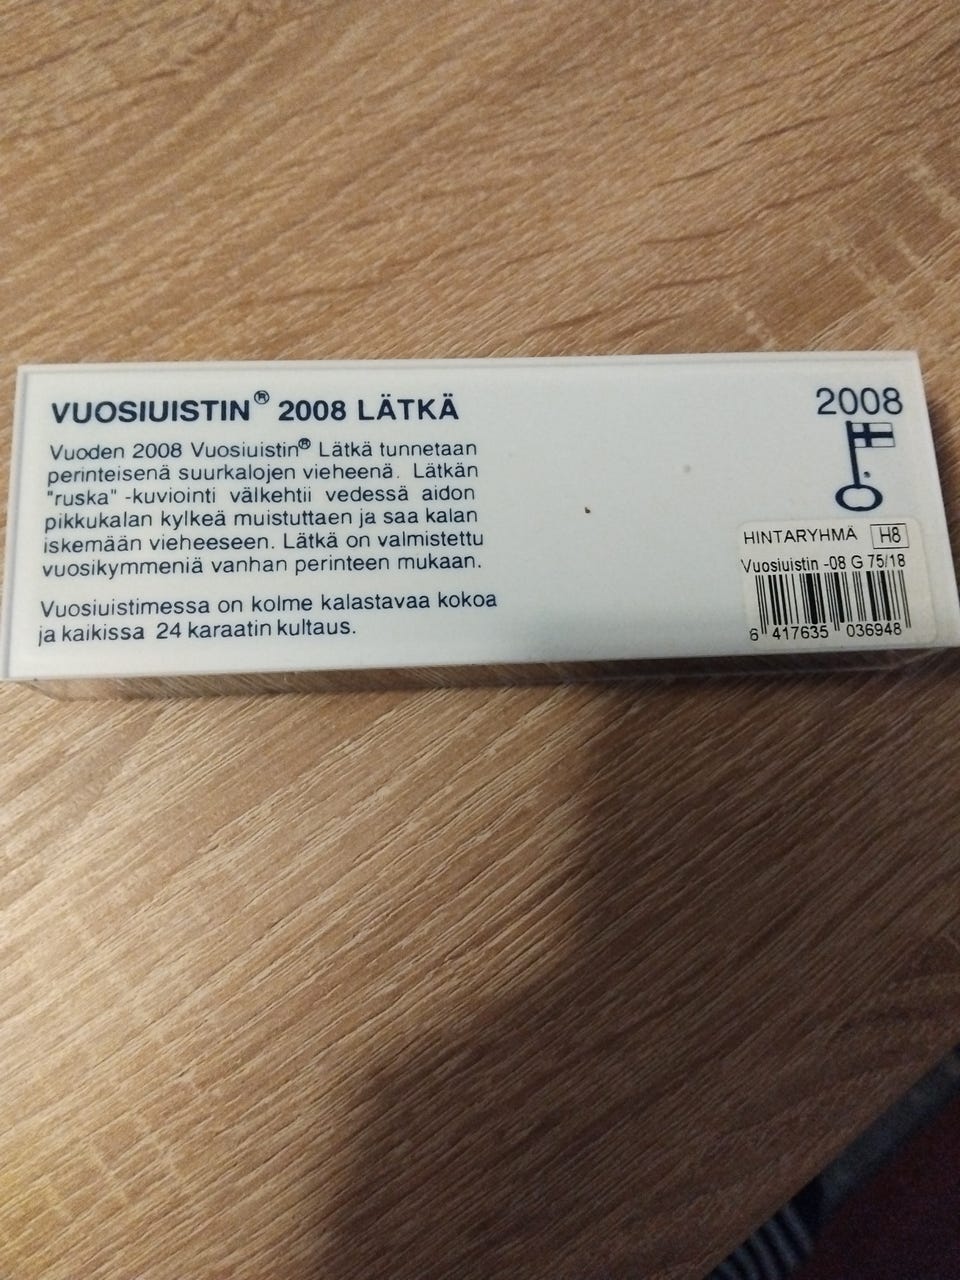 VUOSIUISTIN® 2008 LÄTKÄ
Vuoden 2008 Vuosiuistin® Lätkä tunnetaan
perinteisenä suurkalojen vieheenä. Lätkän
"ruska" -kuviointi välkehtii vedessä aidon
pikkukalan kylkeä muistuttaen ja saa kalan
iskemään vieheeseen. Lätkä on valmistettu
vuosikymmeniä vanhan perinteen mukaan.
Vuosiuistimessa on kolme kalastavaa kokoa
ja kaikissa 24 karaatin kultaus.
2008
HINTARYHMÄ H8
Vuosiuistin -08 G 75/18
6 417635 036948